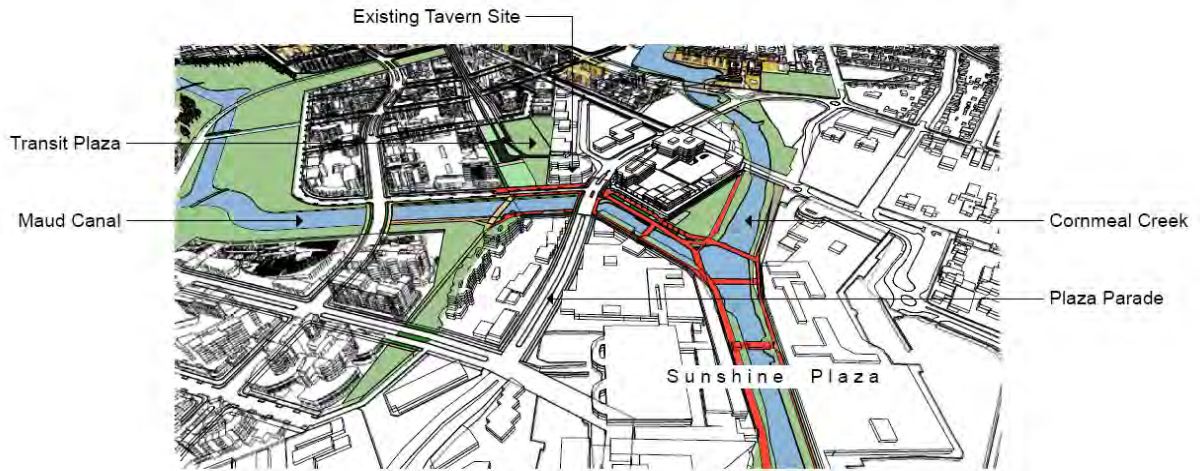 Existing Tavern Site
Transit Plaza
Maud Canal
Cornmeal Creek
Plaza Parade
Sunshine Plaza